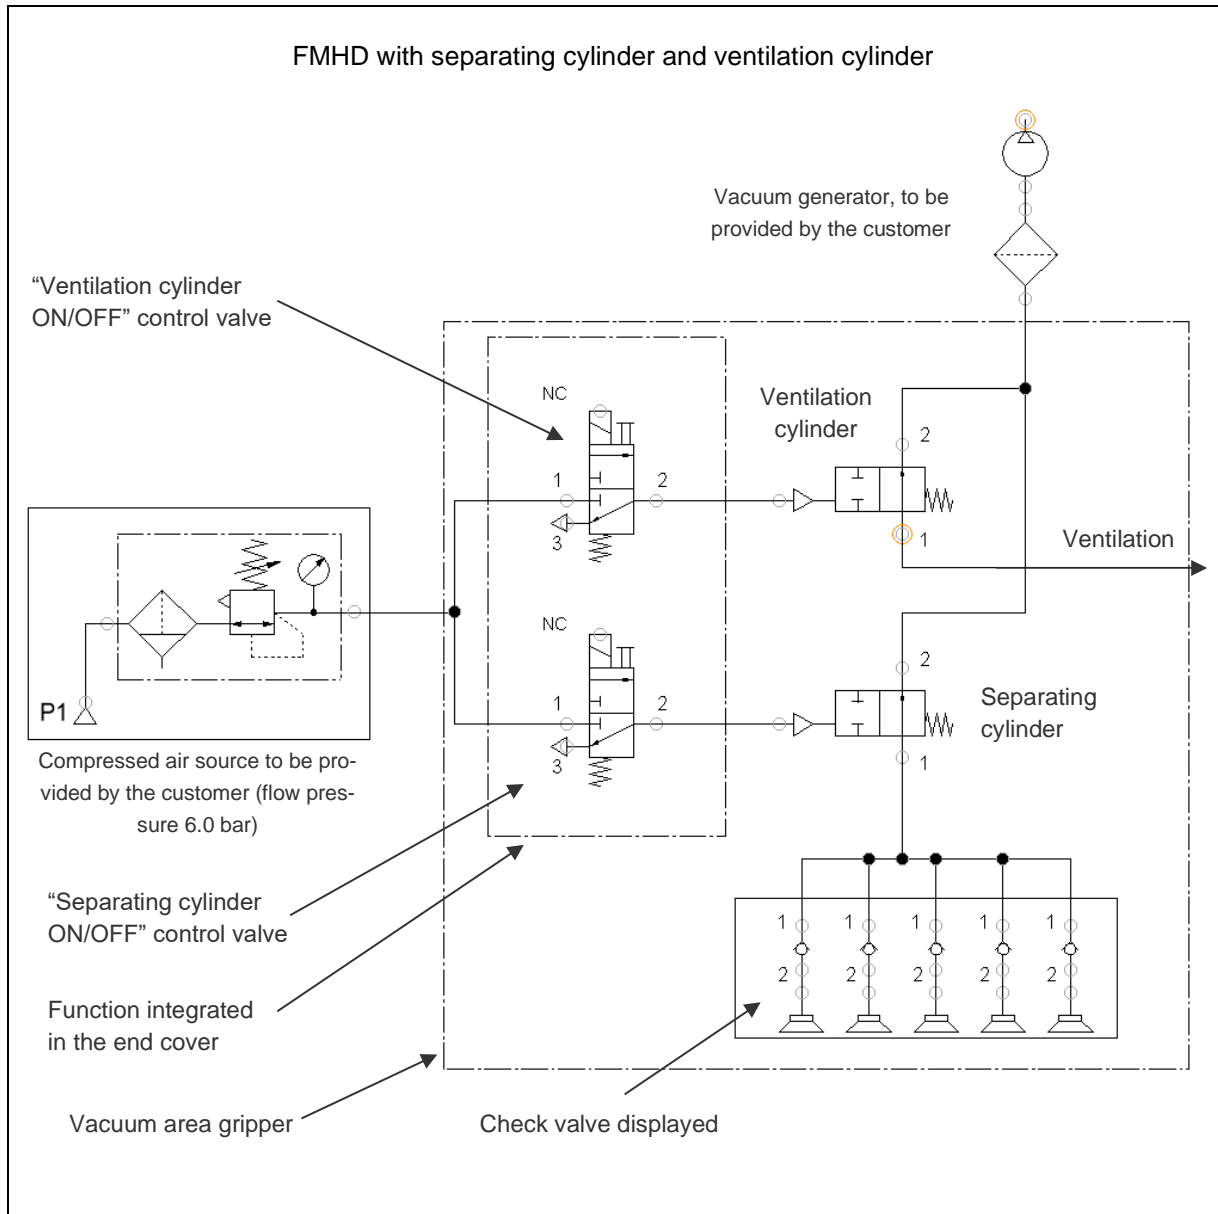 FMHD with separating cylinder and ventilation cylinder
Vacuum generator, to be
provided by the customer
“Ventilation cylinder
ON/OFF” control valve
NC
Ventilation
cylinder
2
1
2
3
1
Ventilation
NC
2
1
2
3
1
Separating
cylinder
P1
Compressed air source to be pro-
vided by the customer (flow pres-
sure 6.0 bar)
“Separating cylinder
ON/OFF” control valve
1 1 1 1 1
2 2 2 2 2
Function integrated
in the end cover
Vacuum area gripper
Check valve displayed